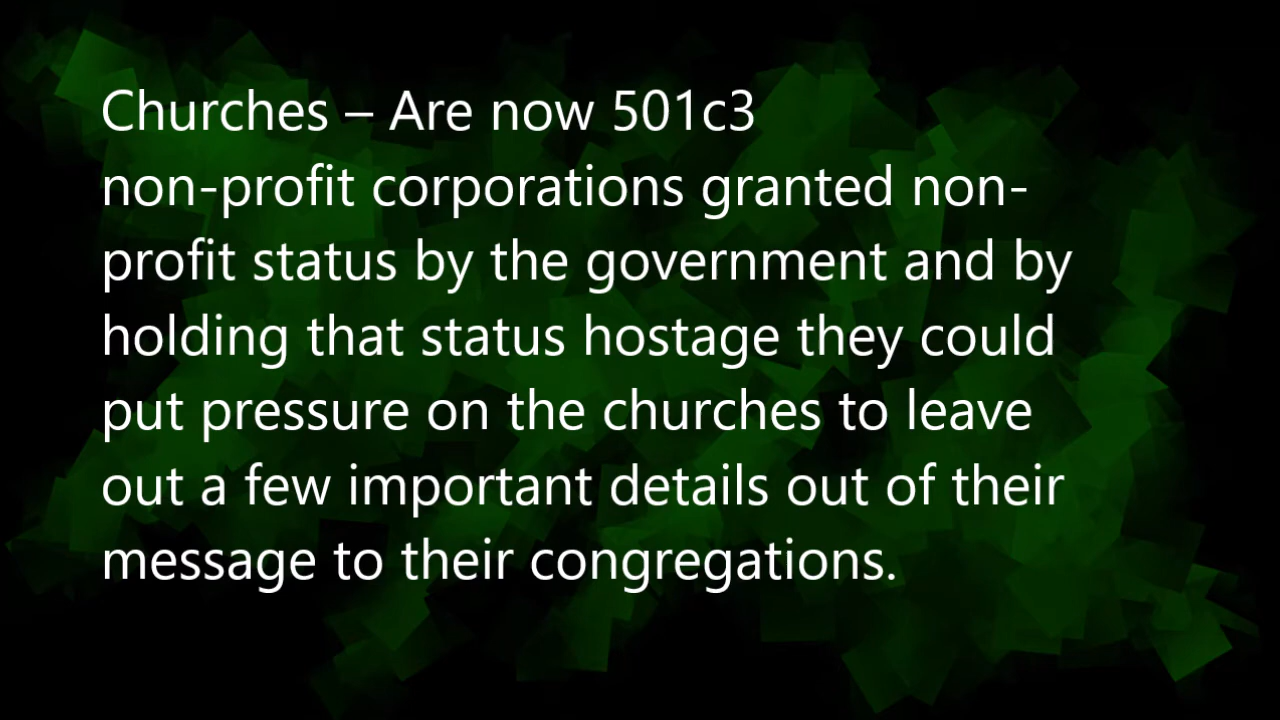 Churches – Are now 501c3
non-profit corporations granted non-
profit status by the government and by
holding that status hostage they could
put pressure on the churches to leave
out a few important details out of their
message to their congregations.